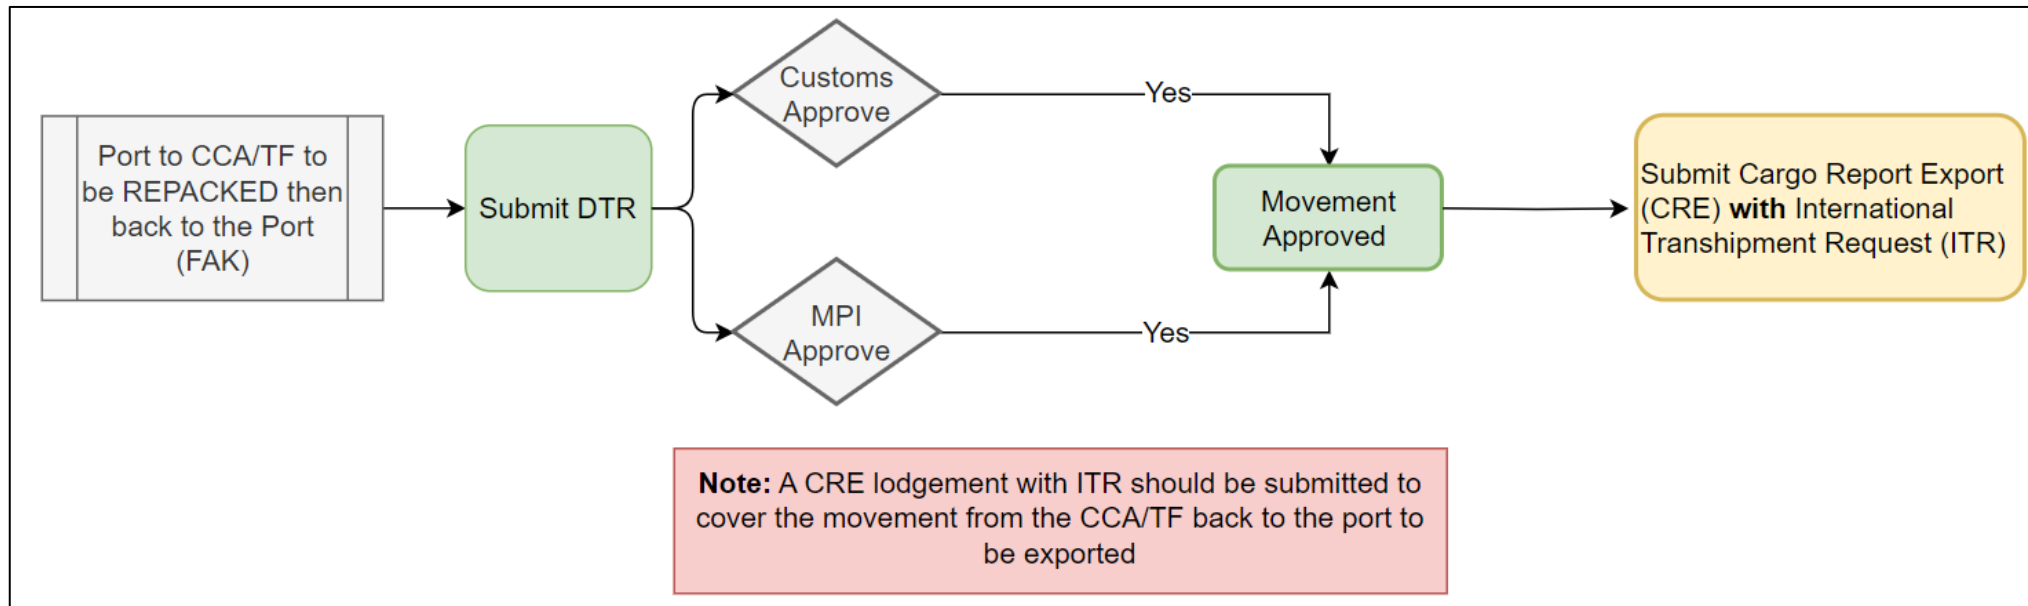 Port to CCA/TF to
be REPACKED then
back to the Port
(FAK)
Submit DTR
Customs
Approve
Yes
MPI
Approve
Yes
Movement
Approved
Submit Cargo Report Export
(CRE) with International
Transhipment Request (ITR)
Note: A CRE lodgement with ITR should be submitted to
cover the movement from the CCA/TF back to the port to
be exported